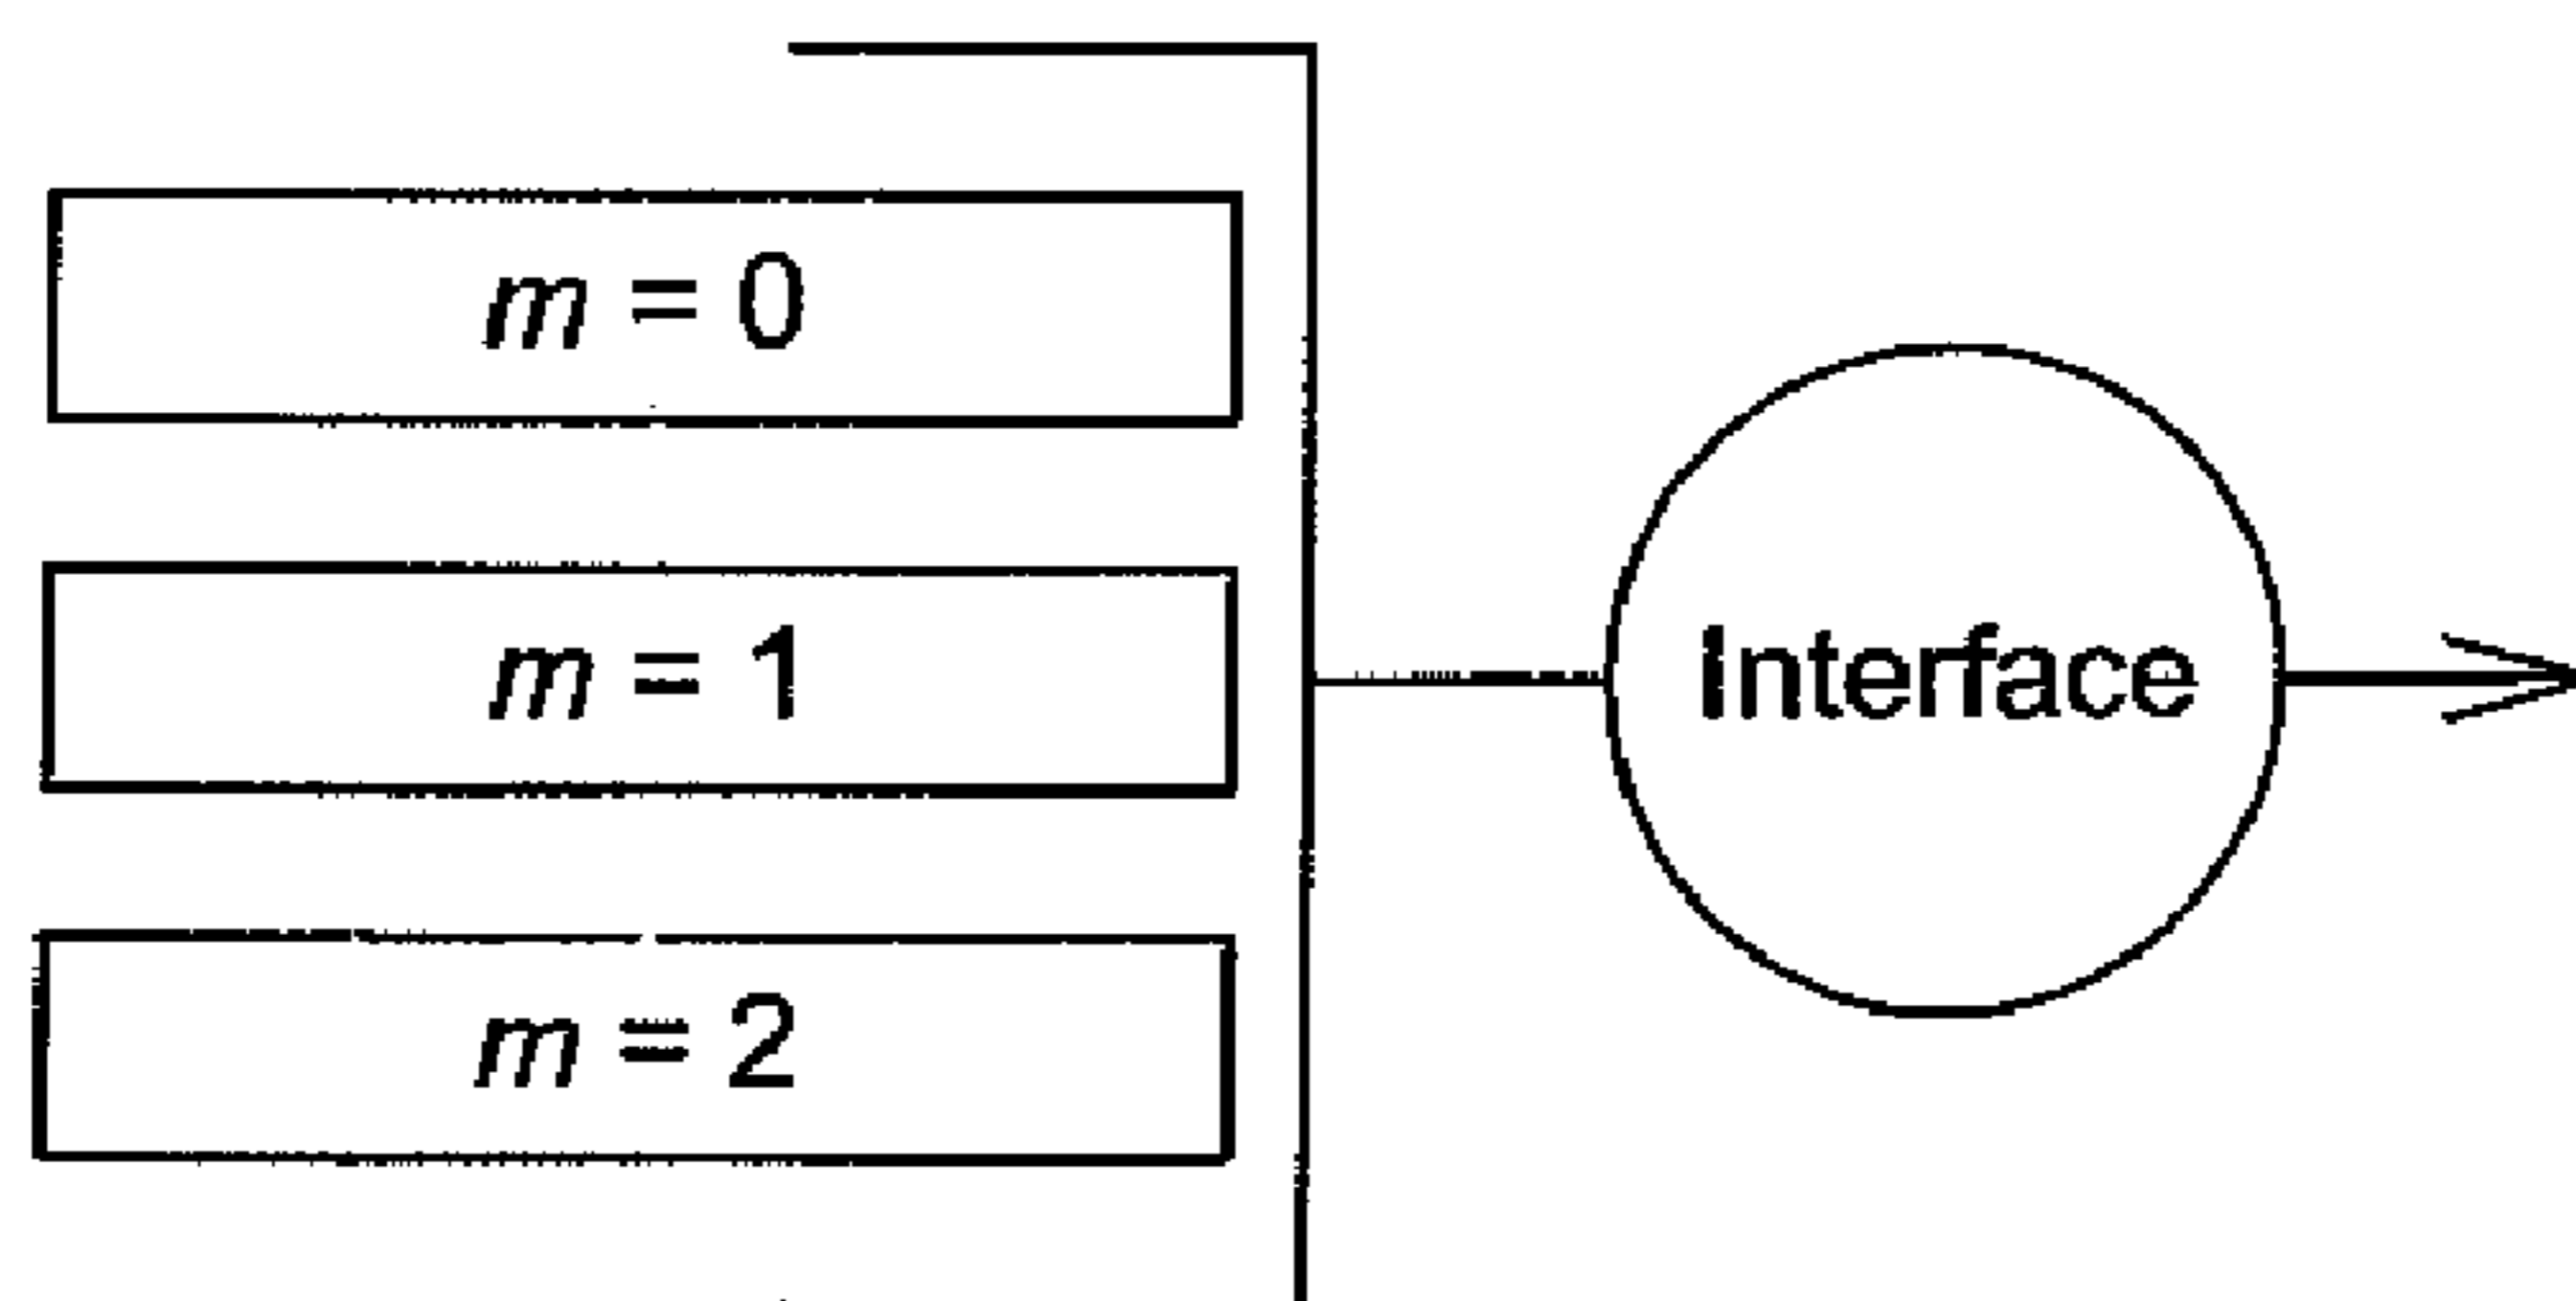 m = 0
m = 1
Interface
m = 2